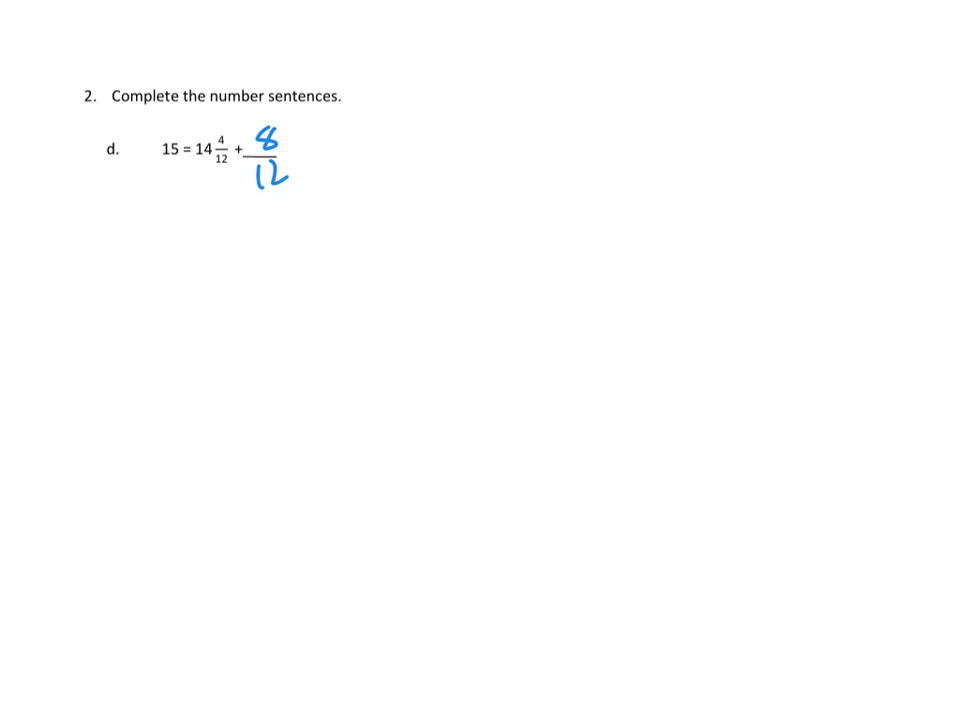 2. Complete the number sentences.
d. 15 = 14 4/12 + 8/12